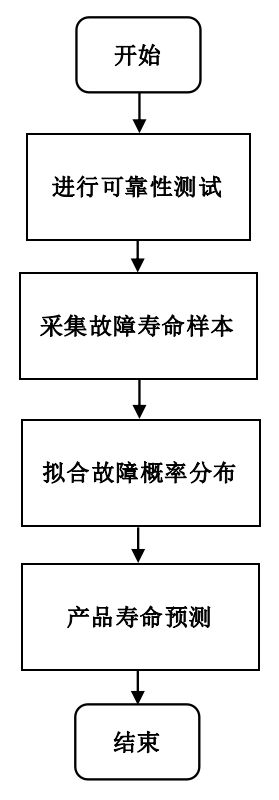 开始
进行可靠性测试
采集故障寿命样本
拟合故障概率分布
产品寿命预测
结束